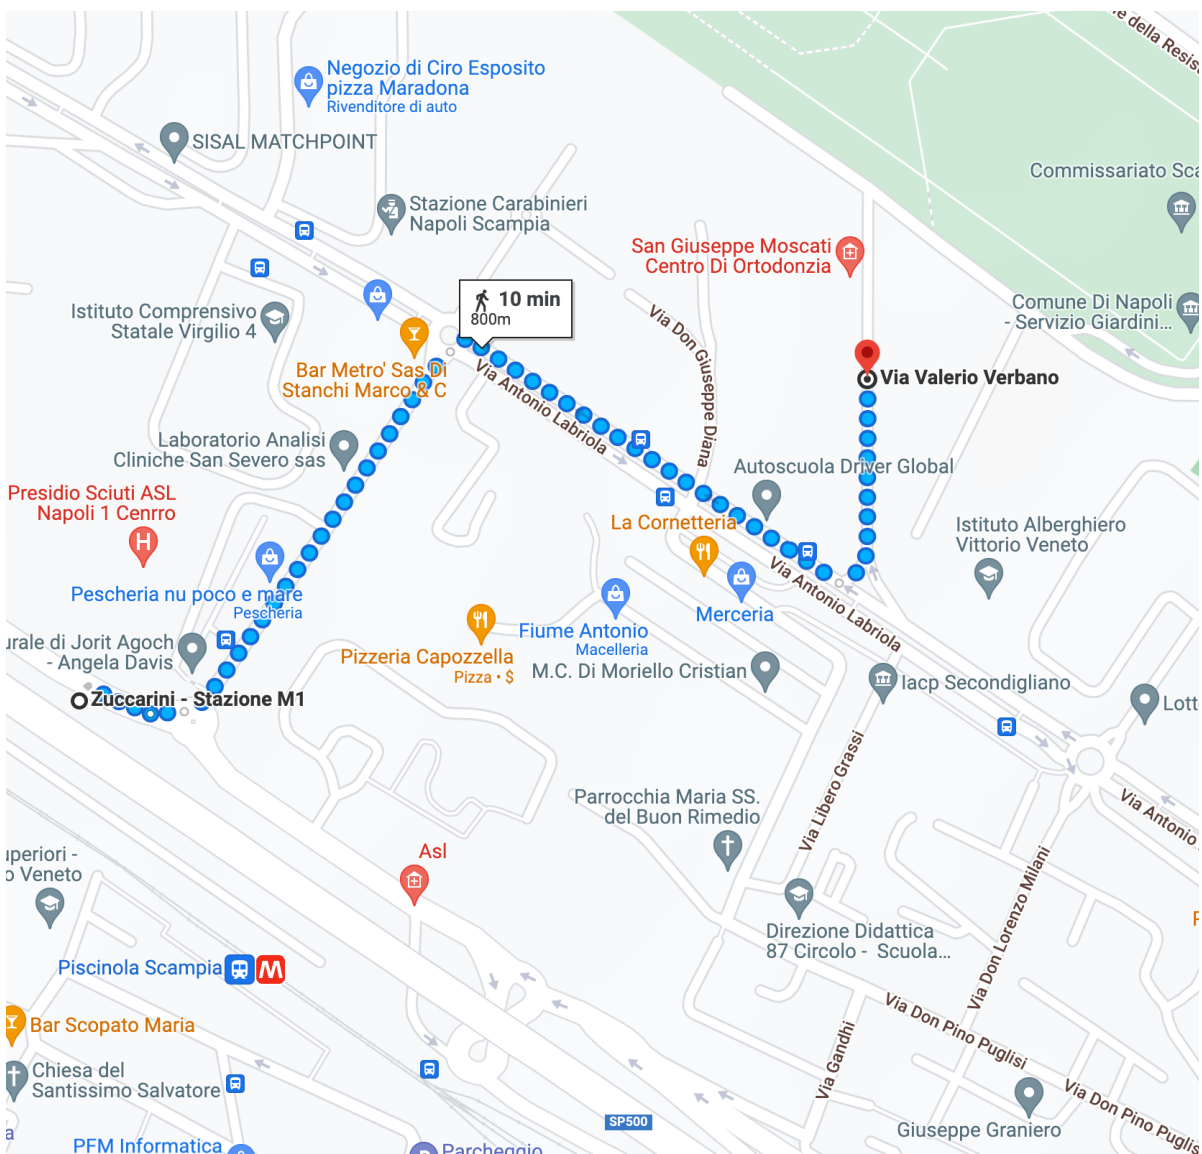 e della Resis
Negozio di Ciro Esposito
pizza Maradona
Rivenditore di auto
SISAL MATCHPOINT
Commissariato Sca
Stazione Carabinieri
Napoli Scampia
San Giuseppe Moscati
Centro Di Ortodonzia
10 min
800m
Comune Di Napoli
- Servizio Giardini...
Istituto Comprensivo
Statale Virgilio 4
Via Don Giuseppe Diana
Bar Metro' Sas Di
Stanchi Marco & C
Via Antonio Labriola
Via Valerio Verbano
Laboratorio Analisi
Cliniche San Severo sas
Autoscuola Driver Global
Presidio Sciuti ASL
Napoli 1 Cenrro
H
La Cornetteria
Istituto Alberghiero
Vittorio Veneto
Via Antonio Labriola
Pescheria nu poco e mare
Pescheria
Merceria
Fiume Antonio
Macelleria
urale di Jorit Agoch
- Angela Davis
Pizzeria Capozzella
Pizza • $
M.C. Di Moriello Cristian
Iacp Secondigliano
Zuccarini - Stazione M1
Lott
Via Libero Grassi
Parrocchia Maria SS.
del Buon Rimedio
Via Antonio
Asl
uperiori -
o Veneto
Via Don Lorenzo Milani
Direzione Didattica
87 Circolo - Scuola...
Piscinola Scampia
M
Bar Scopato Maria
Via Don Pino Puglisi
Via Gandhi
Chiesa del
Santissimo Salvatore
Via Don Pino Puglis
SP500
Giuseppe Graniero
a
PFM Informatica
Parcheggio